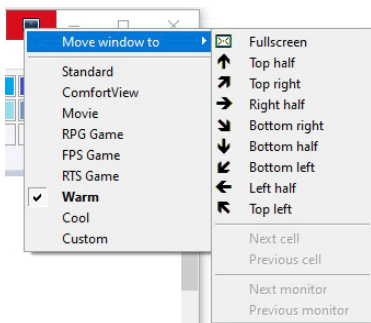 Move window to
Standard
ComfortView
Movie
RPG Game
FPS Game
RTS Game
Warm
Cool
Custom
Fullscreen
Top half
Top right
Right half
Bottom right
Bottom half
Bottom left
Left half
Top left
Next cell
Previous cell
Next monitor
Previous monitor